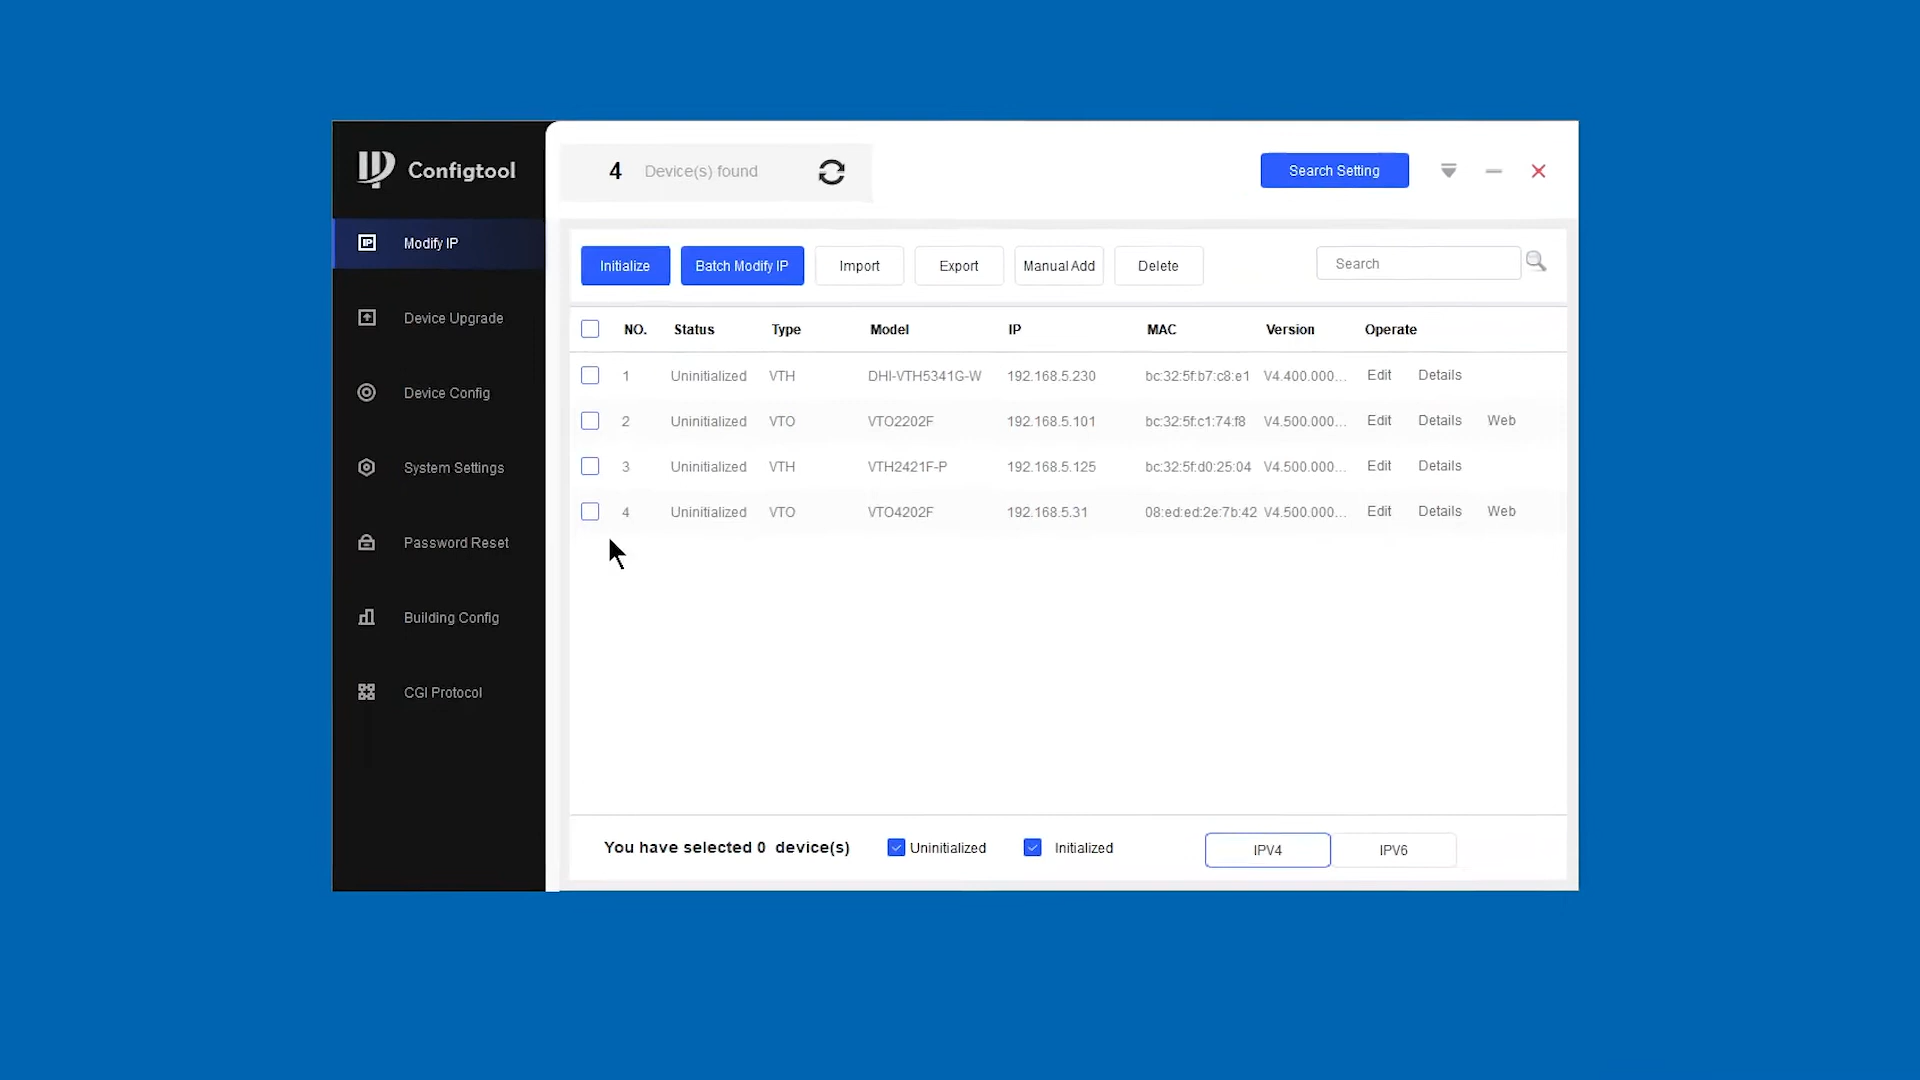 Configtool
4 Device(s) found
Search Setting
Modify IP
Device Upgrade
Device Config
System Settings
Password Reset
Building Config
CGI Protocol
Initialize Batch Modify IP Import Export Manual Add Delete Search
NO. Status Type Model IP MAC Version Operate
1 Uninitialized VTH DHI-VTH5341G-W 192.168.5.230 bc:32:5f:b7:c8:e1 V4.400.000... Edit Details
2 Uninitialized VTO VTO2202F 192.168.5.101 bc:32:5f:c1:74:f8 V4.500.000... Edit Details Web
3 Uninitialized VTH VTH2421F-P 192.168.5.125 bc:32:5f:d0:25:04 V4.500.000... Edit Details
4 Uninitialized VTO VTO4202F 192.168.5.31 08:ed:ed:2e:7b:42 V4.500.000... Edit Details Web
You have selected 0 device(s) Uninitialized Initialized IPV4 IPV6